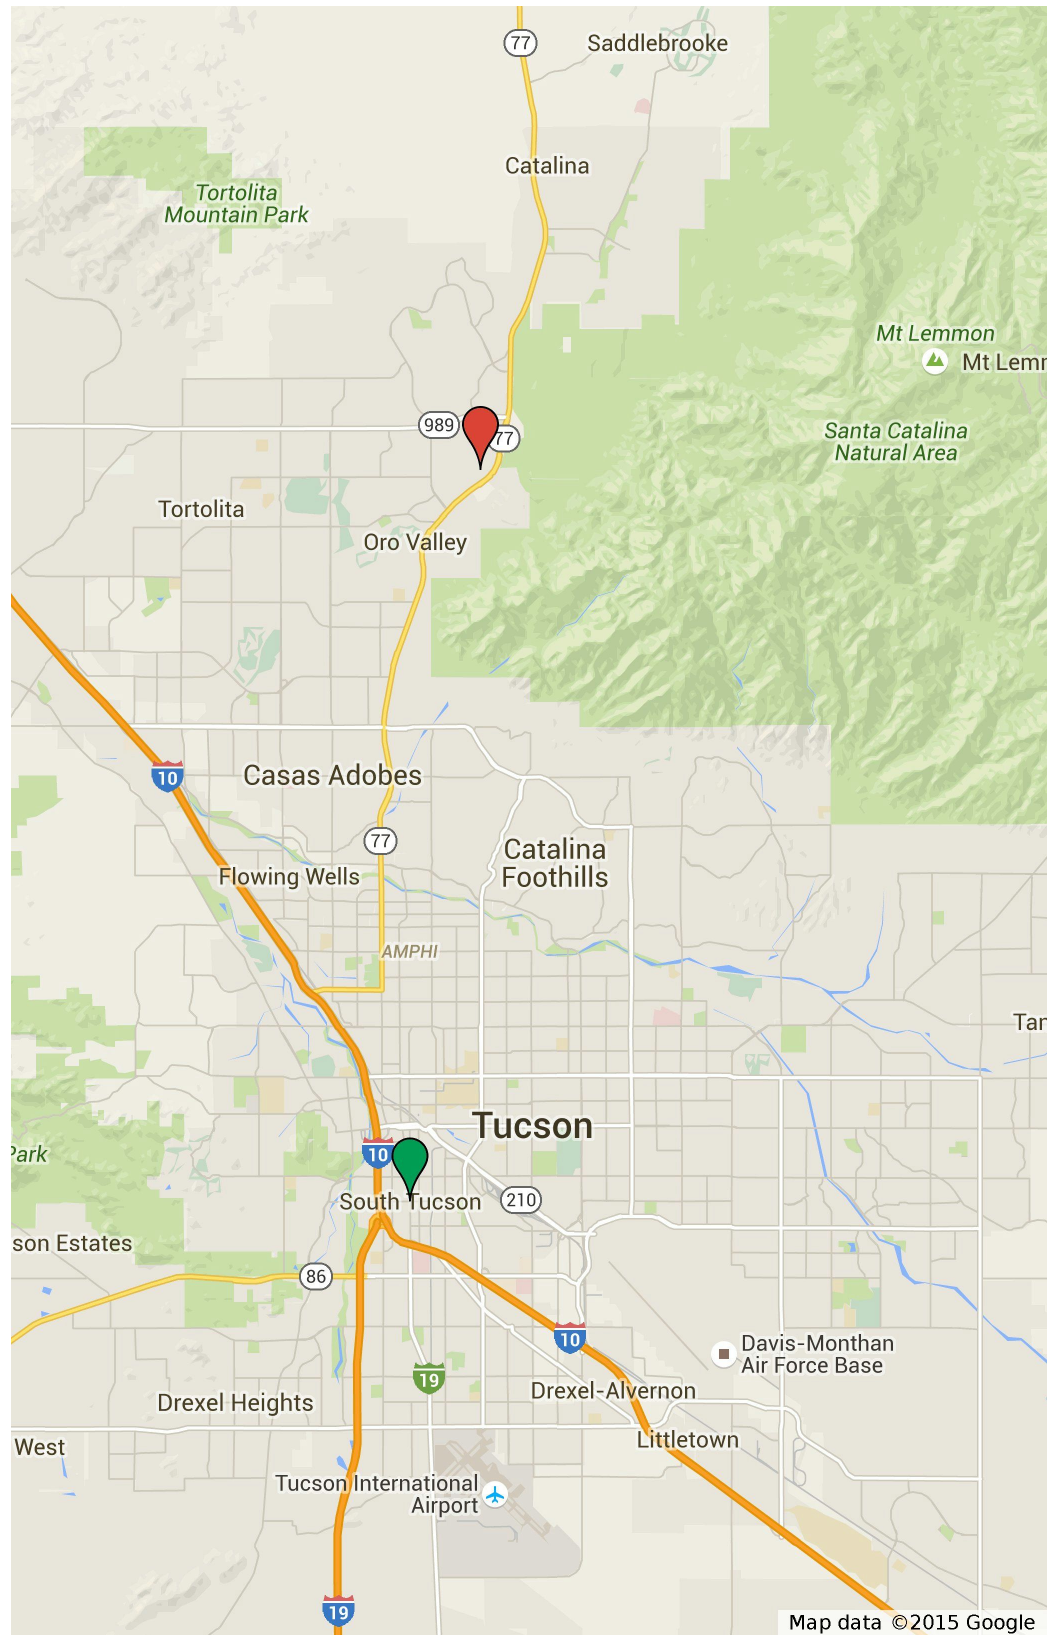 77
Saddlebrooke
Catalina
Tortolita
Mountain Park
Mt Lemmon
Mt Lemr
989
77
Santa Catalina
Natural Area
Tortolita
Oro Valley
10
Casas Adobes
77
Catalina
Foothills
Flowing Wells
AMPHI
Tan
Tucson
10
Park
South Tucson
210
son Estates
86
10
Davis-Monthan
Air Force Base
19
Drexel-Alvernon
Drexel Heights
Littletown
West
Tucson International
Airport
19
Map data ©2015 Google